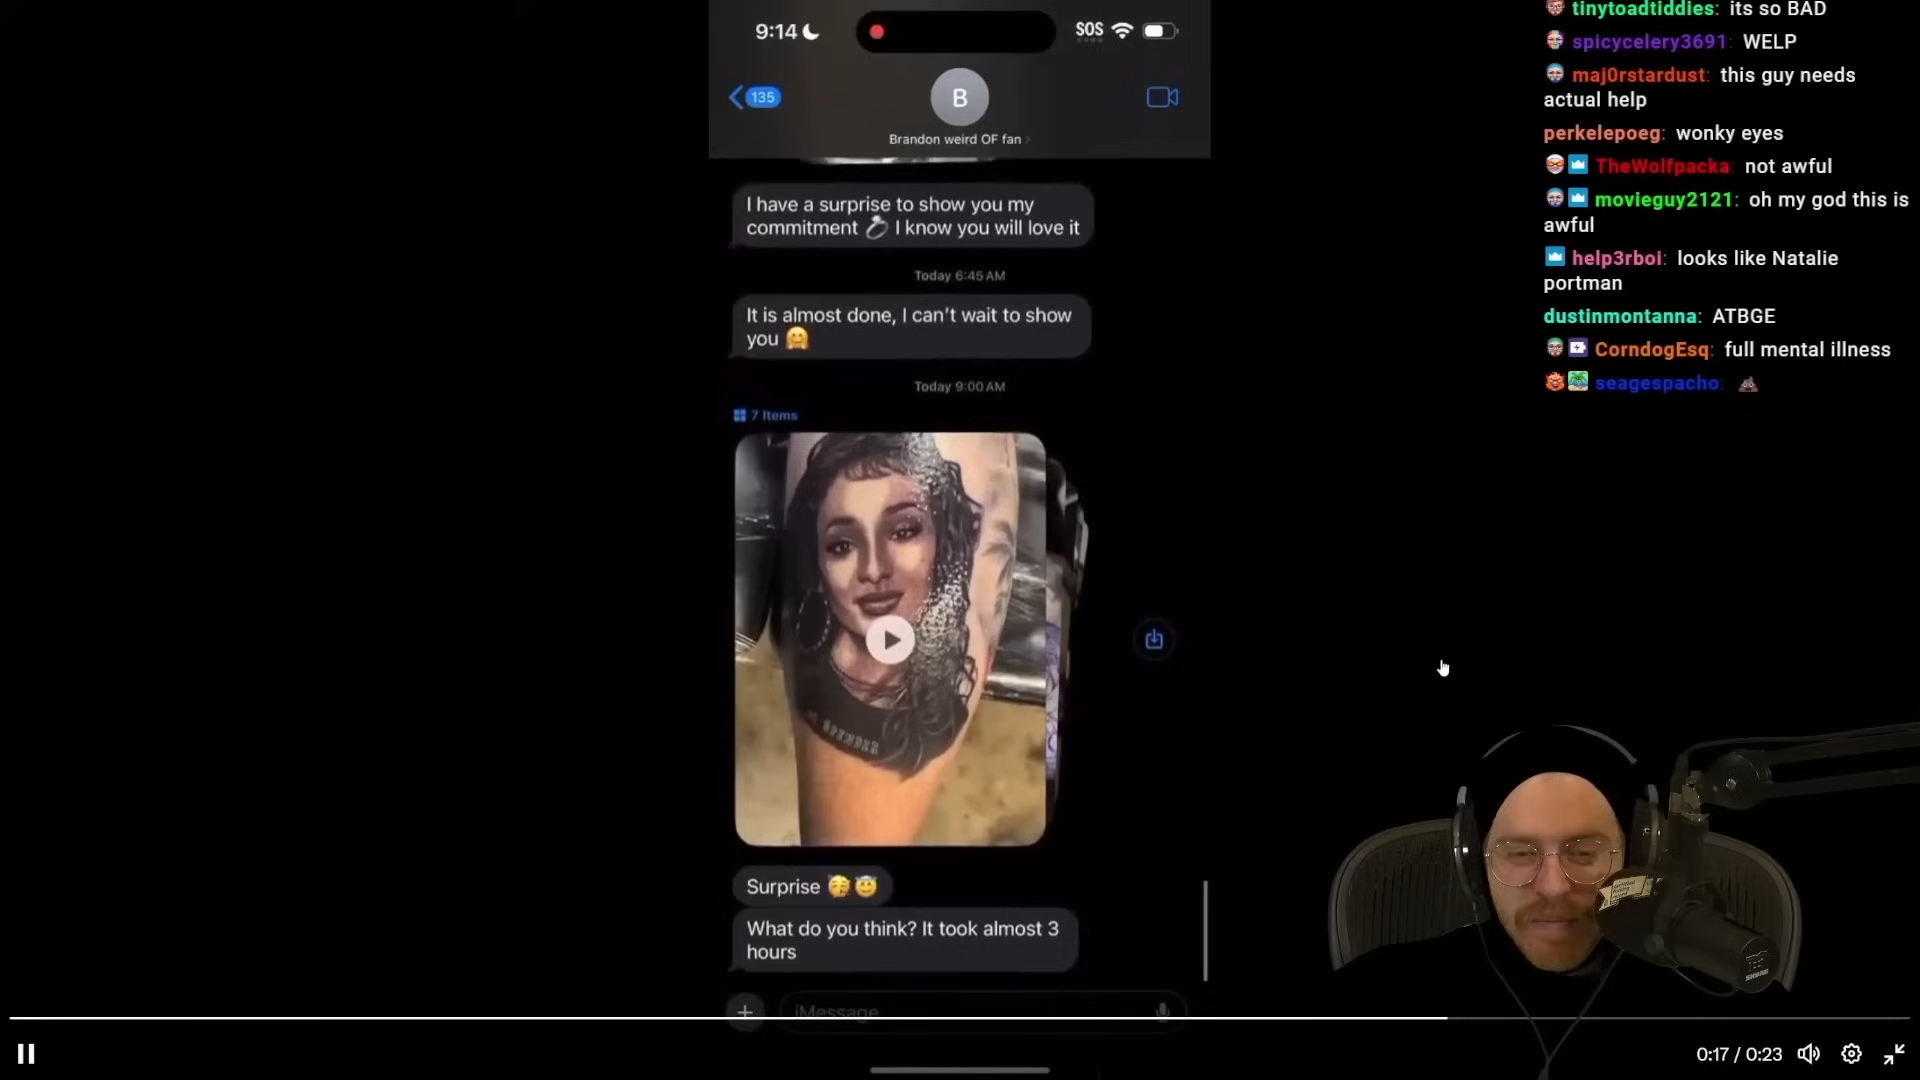 9:14
SOS
135
B
Brandon weird OF fan
I have a surprise to show you my
commitment 💍 I know you will love it
Today 6:45 AM
It is almost done, I can't wait to show
you 🤗
Today 9:00 AM
7 Items
SPENDER
Surprise 🥳😇
What do you think? It took almost 3
hours
iMessage
tinytoadtiddies: its so BAD
spicycelery3691: WELP
maj0rstardust: this guy needs
actual help
perkelepoeg: wonky eyes
TheWolfpacka: not awful
movieguy2121: oh my god this is
awful
help3rboi: looks like Natalie
portman
dustinmontanna: ATBGE
CorndogEsq: full mental illness
seagespacho: 💩
SHURE
0:17 / 0:23